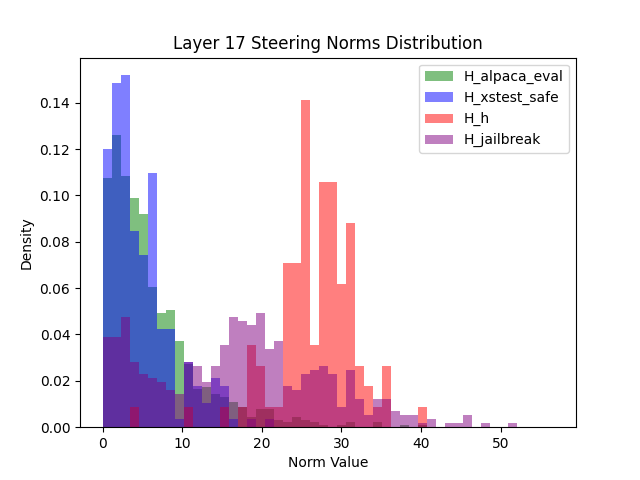 Layer 17 Steering Norms Distribution
H_alpaca_eval
H_xstest_safe
H_h
H_jailbreak
Density
0.14
0.12
0.10
0.08
0.06
0.04
0.02
0.00
0 10 20 30 40 50
Norm Value